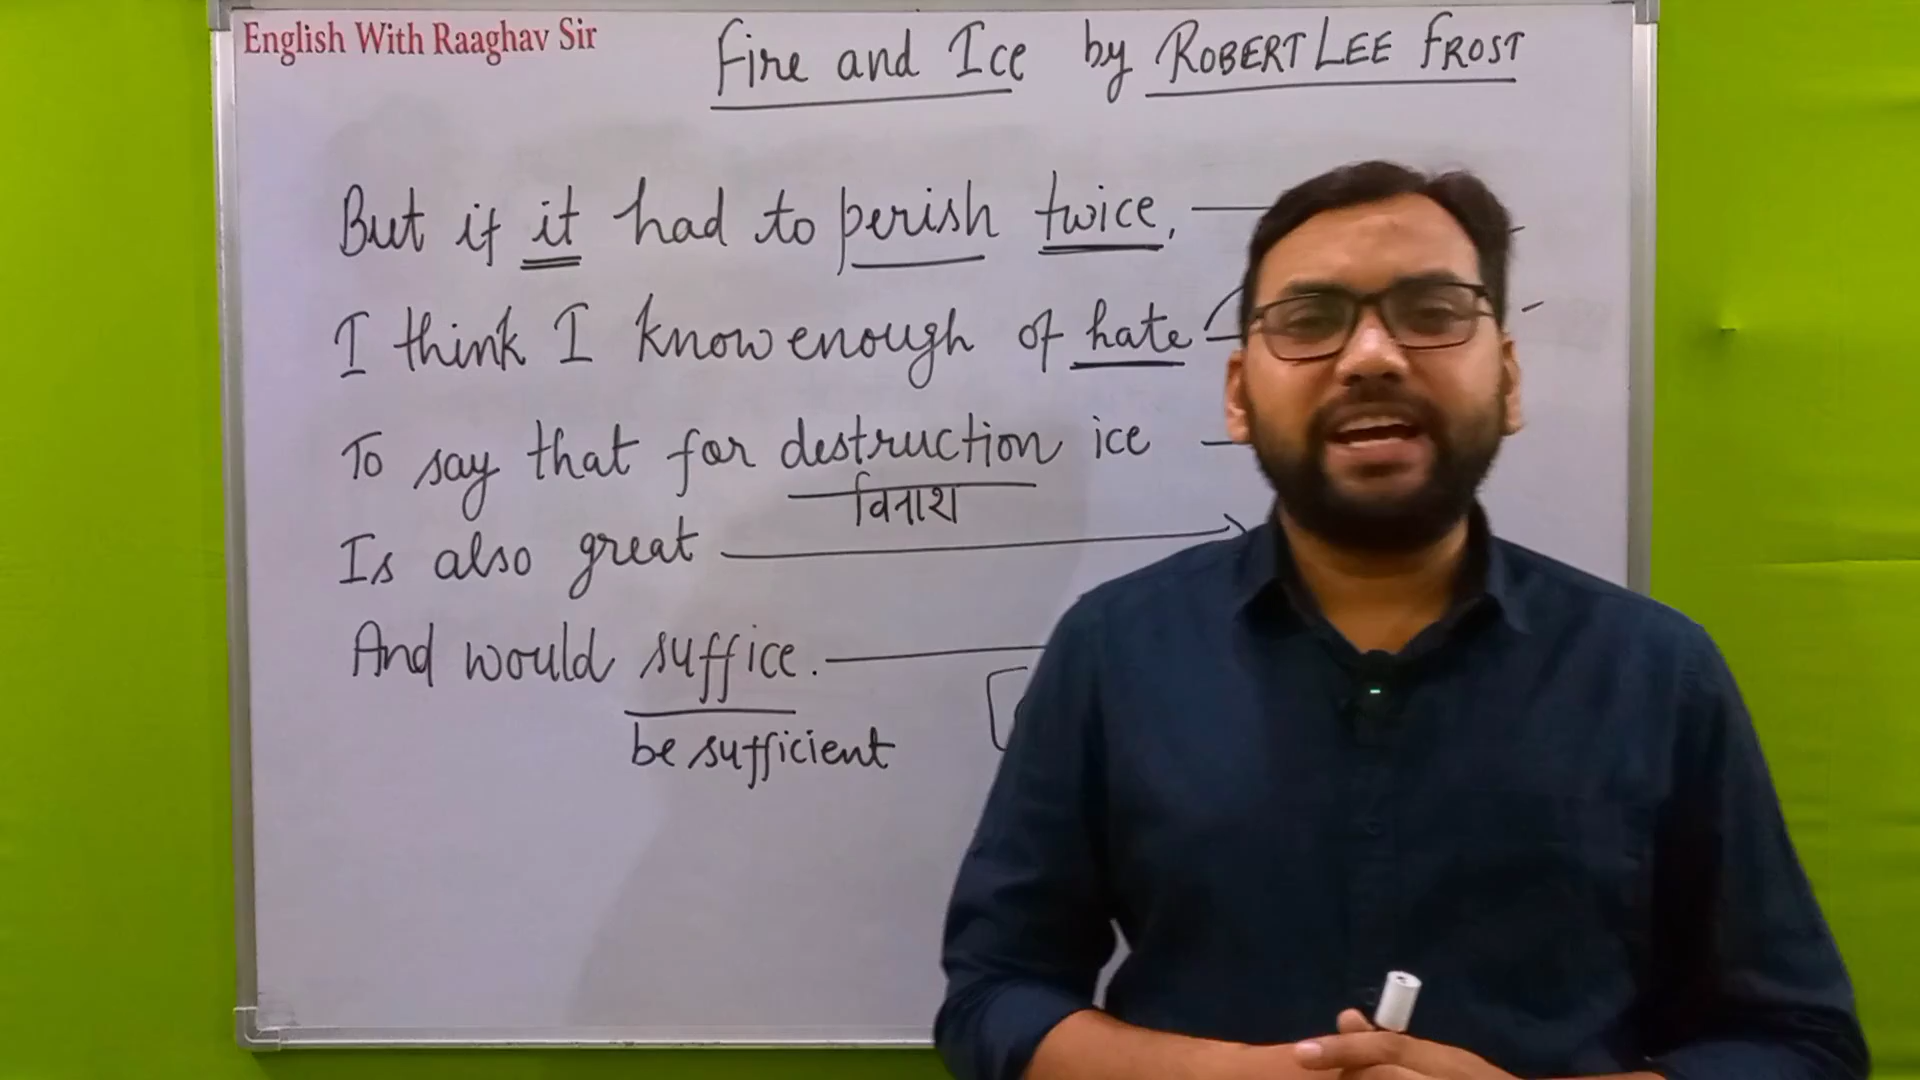 English With Raaghav Sir
Fire and Ice by ROBERT LEE FROST
But if it had to perish twice,
I think I know enough of hate
To say that for destruction ice
विनाश
Is also great
And would suffice.
be sufficient